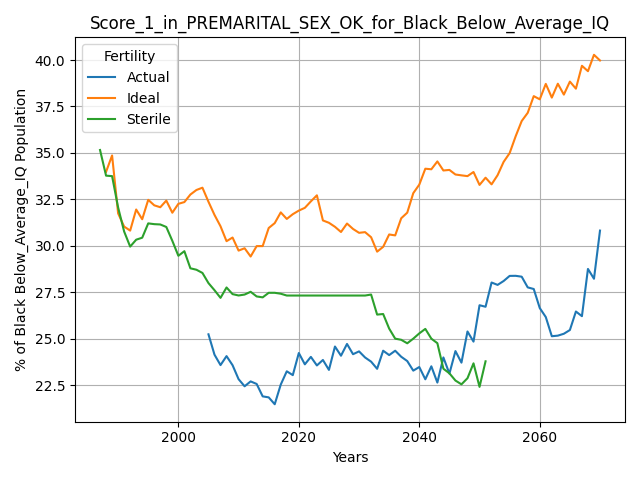 Score_1_in_PREMARITAL_SEX_OK_for_Black_Below_Average_IQ
Fertility
Actual
Ideal
Sterile
% of Black Below_Average_IQ Population
40.0
37.5
35.0
32.5
30.0
27.5
25.0
22.5
2000
2020
2040
2060
Years